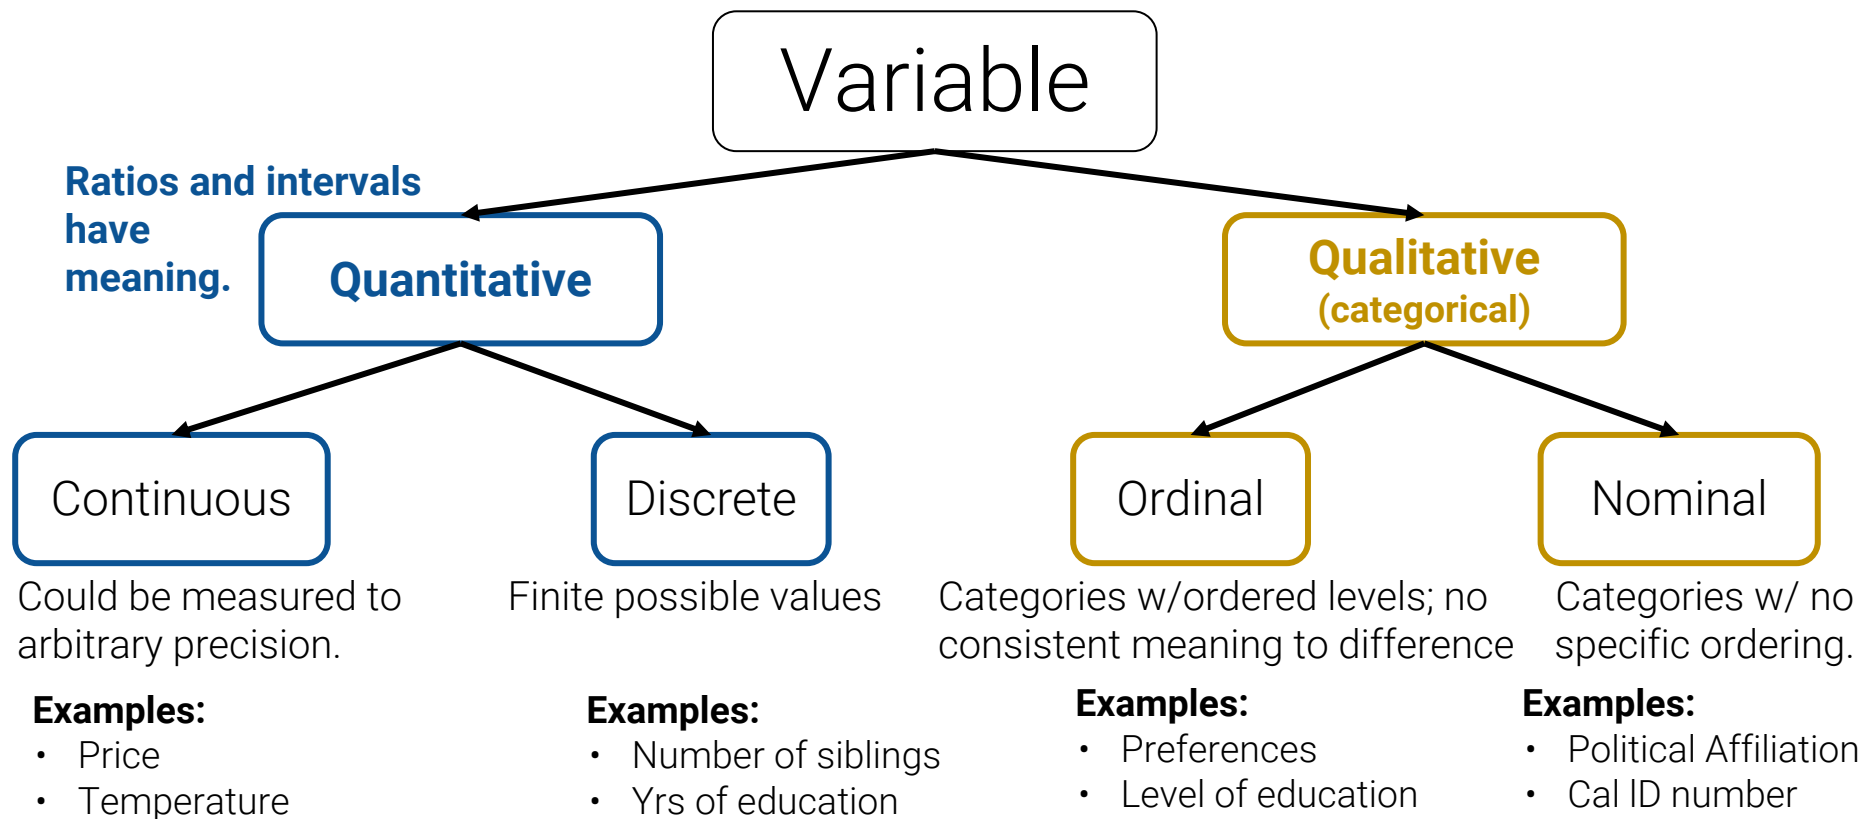 Variable
Ratios and intervals
have
meaning.
Quantitative
Qualitative
(categorical)
Continuous
Discrete
Ordinal
Nominal
Could be measured to
arbitrary precision.
Finite possible values
Categories w/ordered levels; no
consistent meaning to difference
Categories w/ no
specific ordering.
Examples:
• Price
• Temperature
Examples:
• Number of siblings
• Yrs of education
Examples:
• Preferences
• Level of education
Examples:
• Political Affiliation
• Cal ID number